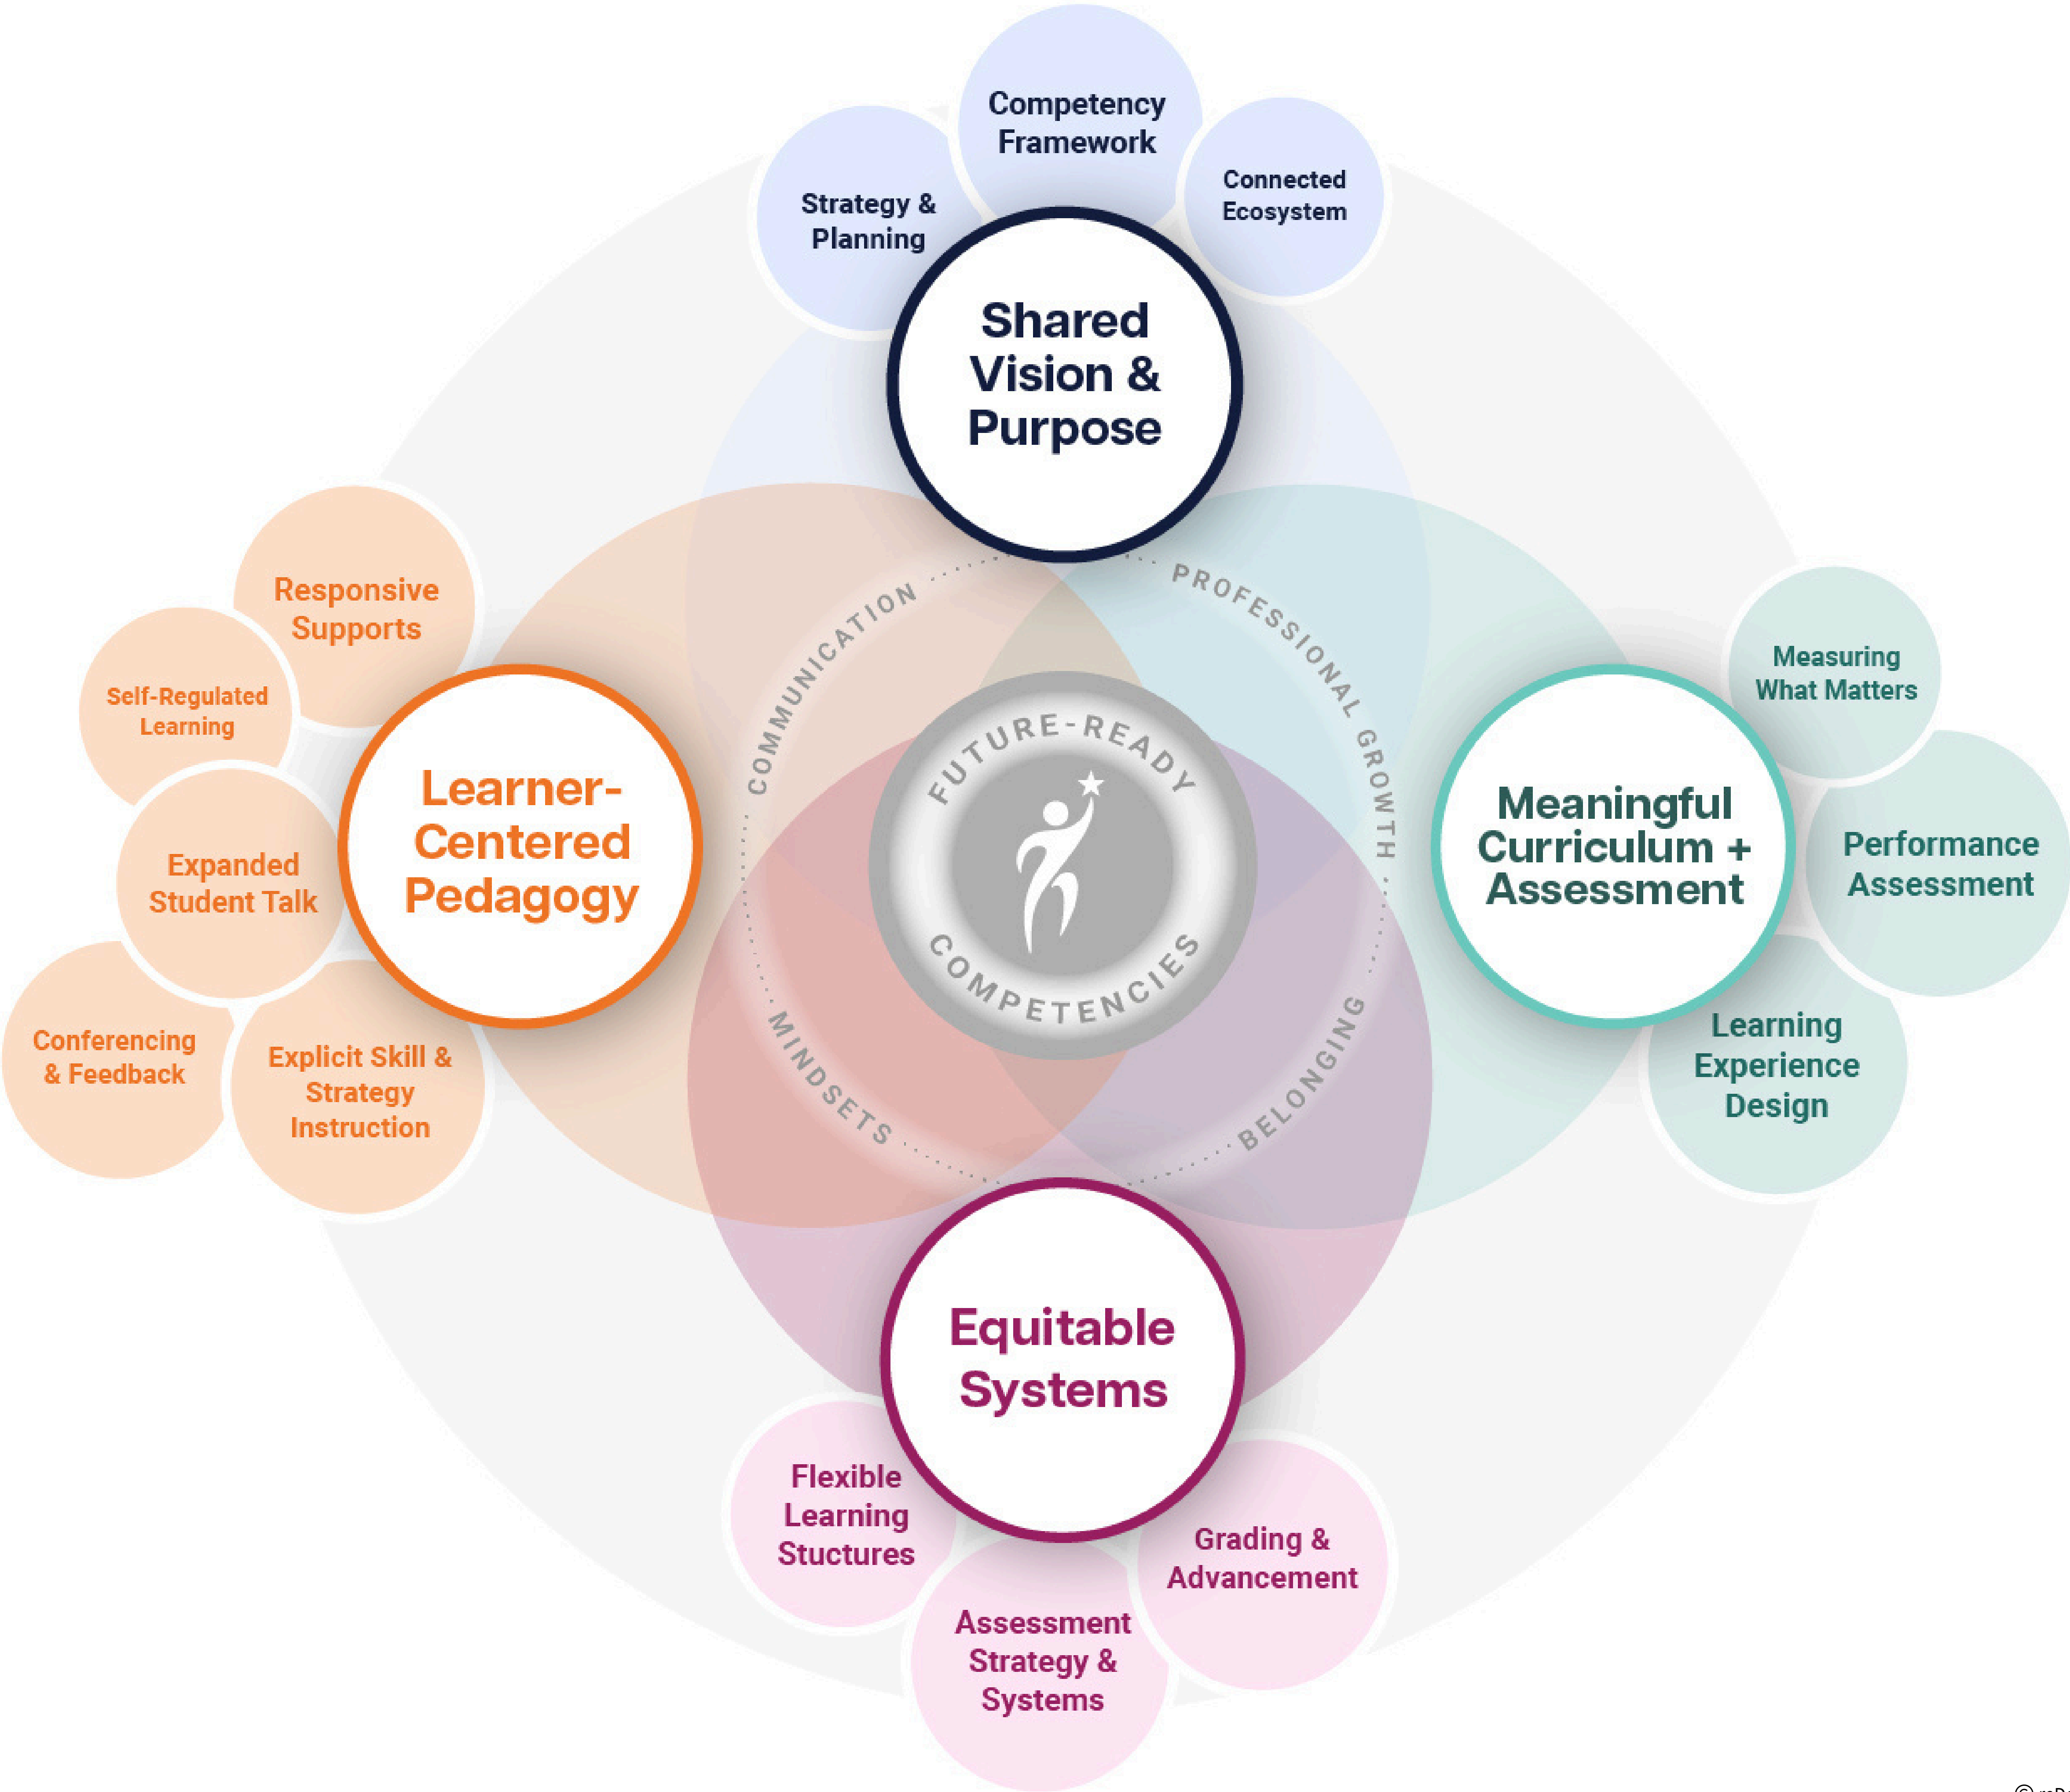 Competency
Framework
Strategy &
Planning
Connected
Ecosystem
Shared
Vision &
Purpose
Responsive
Supports
Self-Regulated
Learning
Expanded
Student Talk
Conferencing
& Feedback
Explicit Skill &
Strategy
Instruction
Learner-
Centered
Pedagogy
COMMUNICATION
PROFESSIONAL GROWTH
MINDSETS
BELONGING
FUTURE-READY
COMPETENCIES
Meaningful
Curriculum +
Assessment
Measuring
What Matters
Performance
Assessment
Learning
Experience
Design
Equitable
Systems
Flexible
Learning
Stuctures
Assessment
Strategy &
Systems
Grading &
Advancement